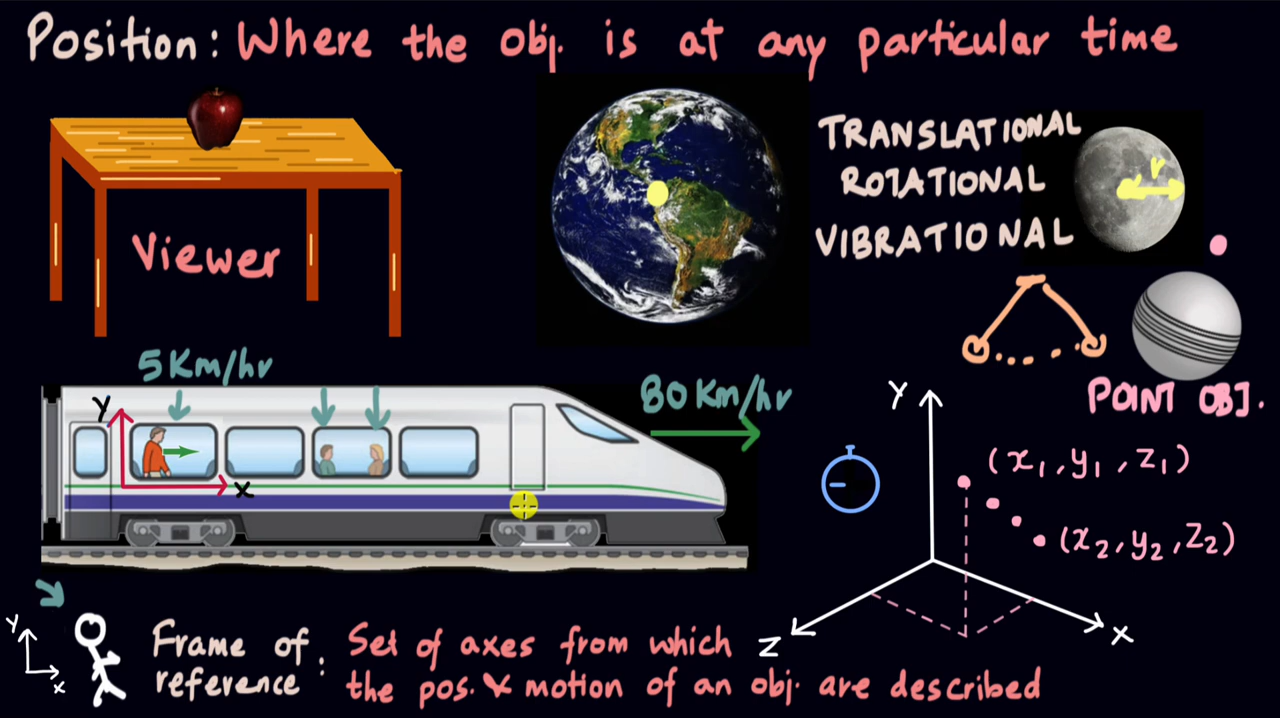 Position: Where the Obj. is at any particular time
TRANSLATIONAL
ROTATIONAL
VIBRATIONAL
r
Viewer
5 Km/hr
80 Km/hr
POINT OBJ.
Y
X
Y
(x₁, y₁, z₁)
(x₂, y₂, z₂)
Z
X
Y
X
Frame of reference: Set of axes from which
the pos. & motion of an obj. are described